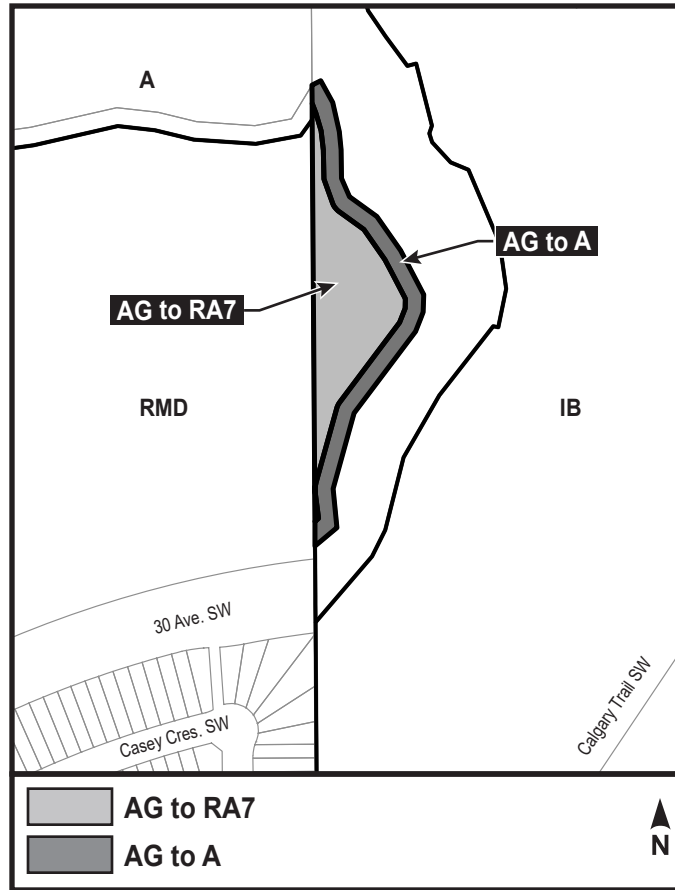 A
AG to A
AG to RA7
RMD
IB
30 Ave. SW
Casey Cres. SW
Calgary Trail SW
AG to RA7
AG to A
N